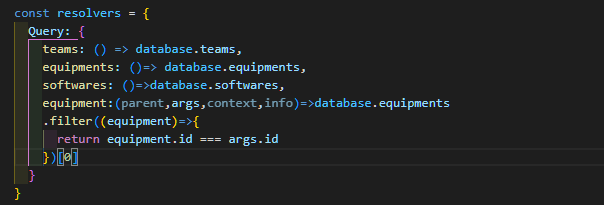 const resolvers = {
Query: {
teams: () => database.teams,
equipments: ()=> database.equipments,
softwares: ()=>database.softwares,
equipment:(parent,args,context,info)=>database.equipments
.filter((equipment)=>{
return equipment.id === args.id
})[0]
}
}